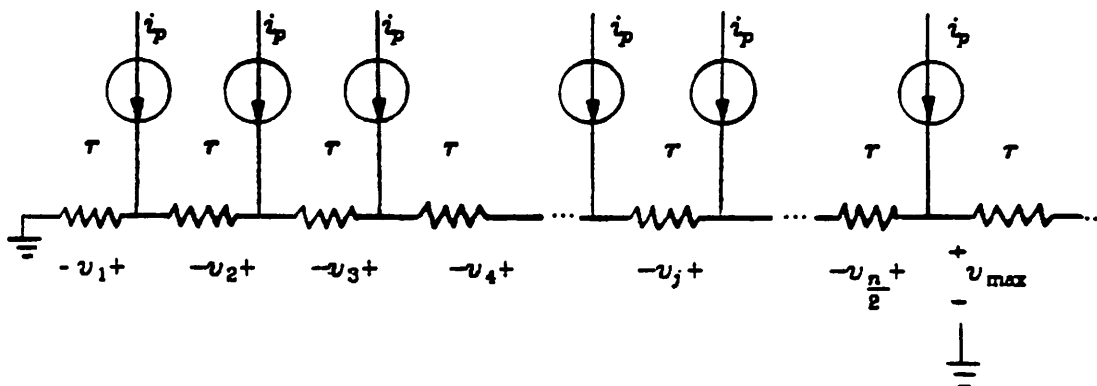 i_p i_p i_p i_p i_p i_p
r r r r r r r
- v_1 + -v_2+ -v_3+ -v_4+ -v_j+ -v_{n/2}+ + v_max
-
... ... ...